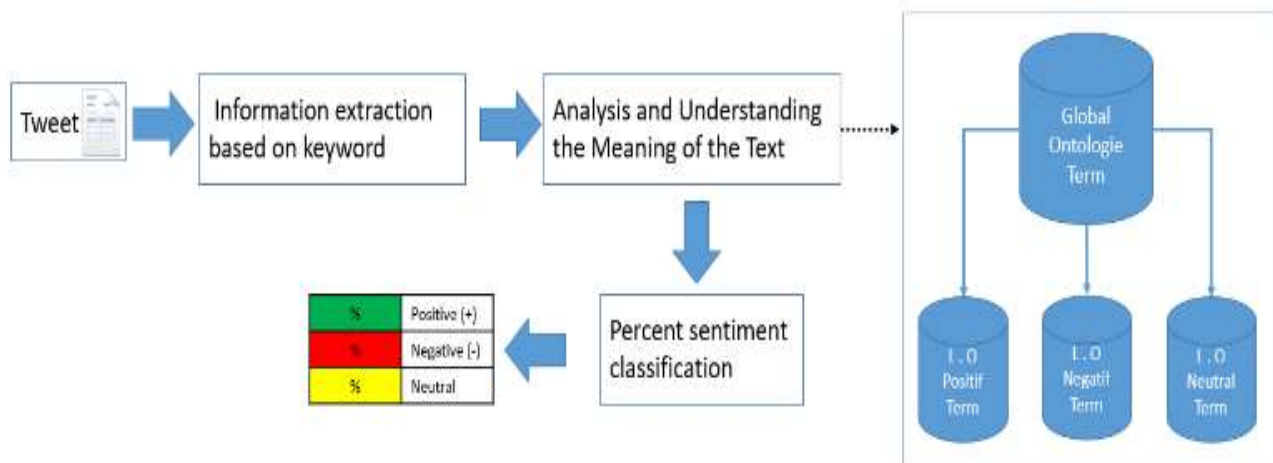 Tweet
Information extraction
based on keyword
Analysis and Understanding
the Meaning of the Text
Global
Ontologie
Term
%
Positive (+)
%
Negative (-)
%
Neutral
Percent sentiment
classification
L.O
Positif
Term
L.O
Negatif
Term
L.O
Neutral
Term